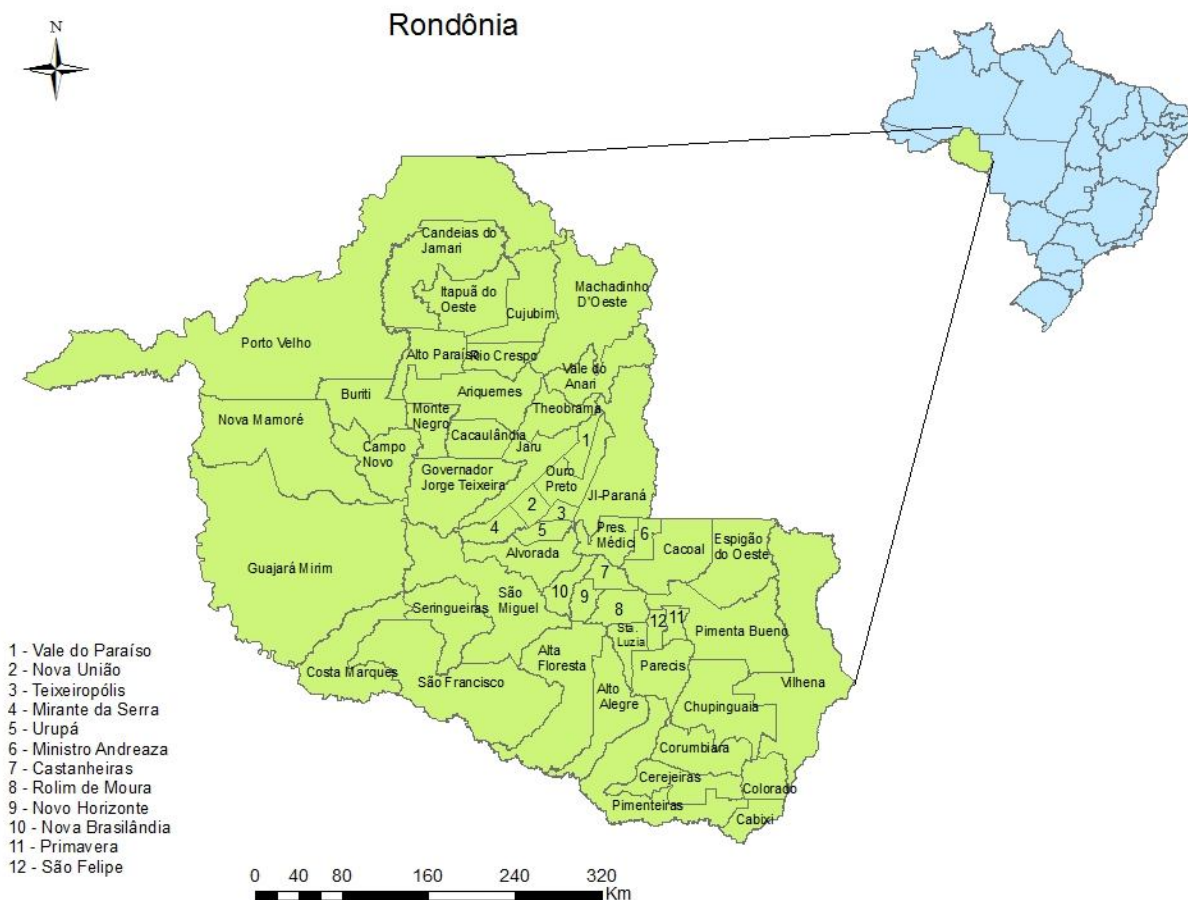 Rondônia
N
Candeias do
Jamari
Itapuã do
Oeste
Cujubim
Machadinho
D'Oeste
Porto Velho
Alto Paraíso
Rio Crespo
Vale do
Anari
Buriti
Ariquemes
Nova Mamoré
Monte
Negro
Theobrama
Cacaulândia
Jaru
1
Campo
Novo
Governador
Jorge Teixeira
Ouro
Preto
JI-Paraná
2
3
4
5
Pres.
Médic
6
Cacoal
Espigão
do Oeste
Alvorada
Guajará Mirim
7
Seringueiras
São
Miguel
10
9
8
12
11
Sta.
Luzia
Pimenta Bueno
Costa Marques
São Francisco
Alta
Floresta
Parecis
Vilhena
Alto
Alegre
Chupinguaia
Corumbiara
Cerejeiras
Colorado
Pimenteiras
Cabixi
1 - Vale do Paraíso
2 - Nova União
3 - Teixeiropólis
4 - Mirante da Serra
5 - Urupá
6 - Ministro Andreaza
7 - Castanheiras
8 - Rolim de Moura
9 - Novo Horizonte
10 - Nova Brasilândia
11 - Primavera
12 - São Felipe
0 40 80 160 240 320
Km